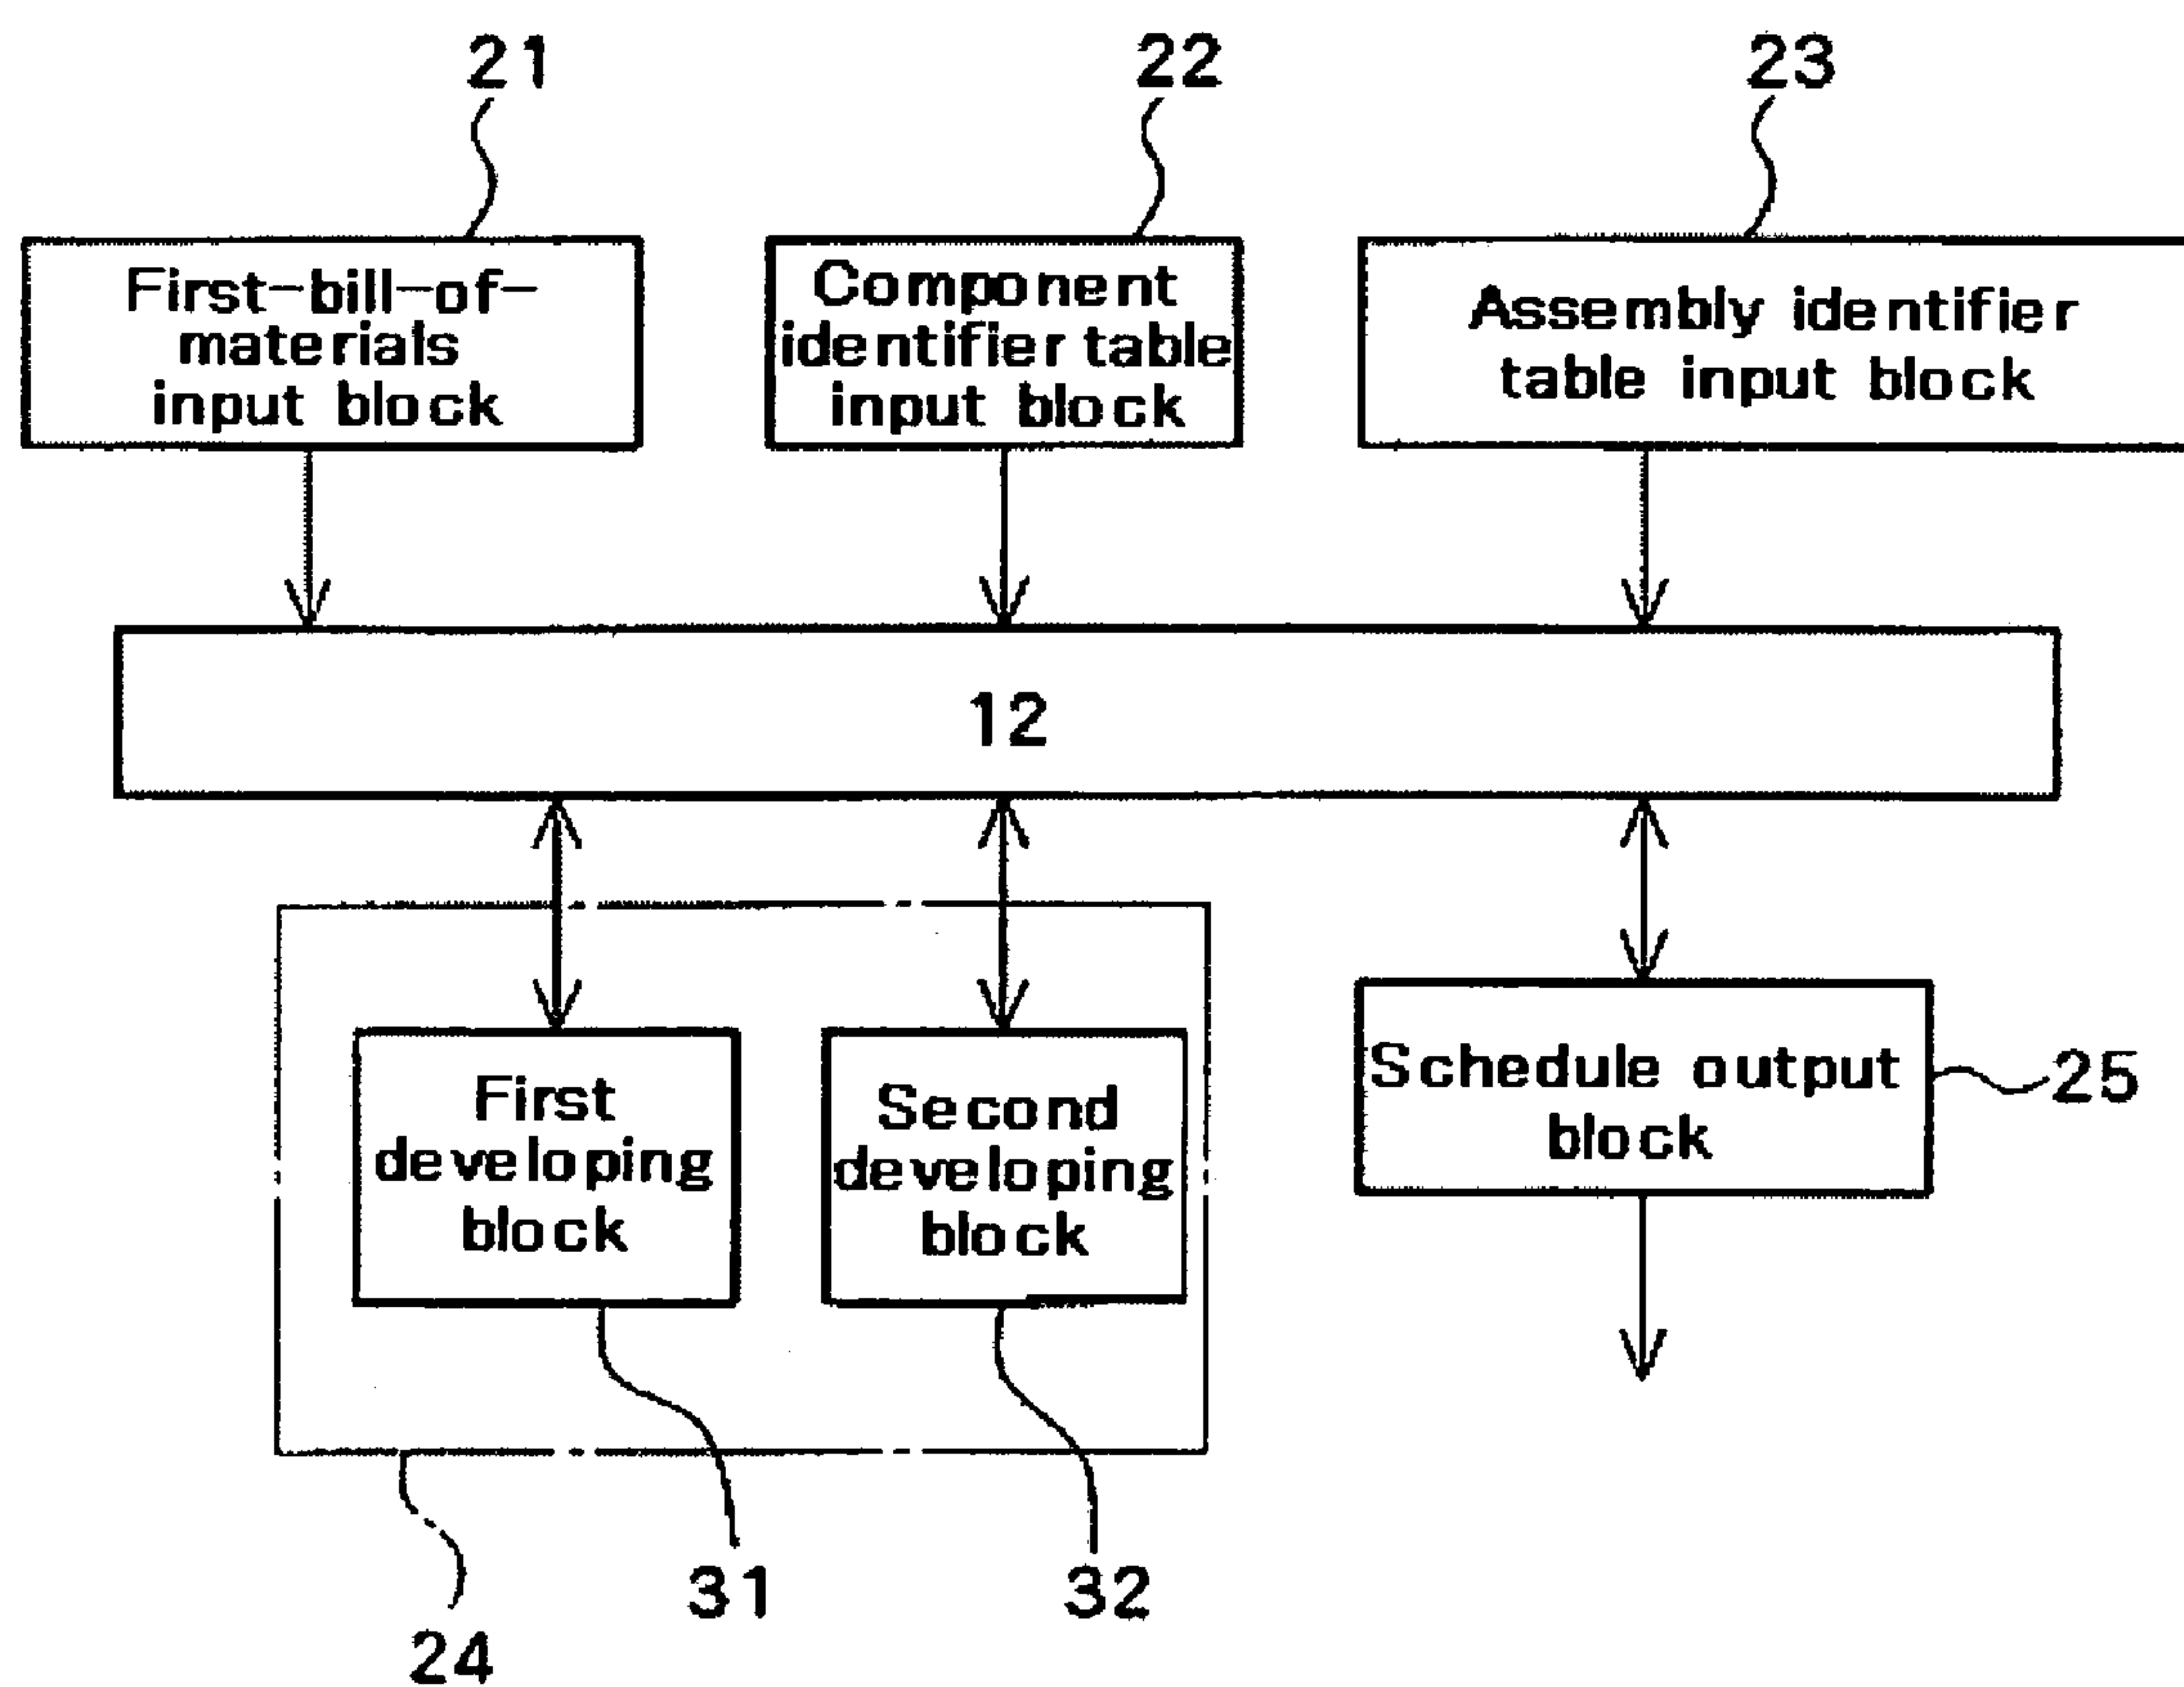 21
22
23
First-bill-of-
materials
input block
Component
identifier table
input block
Assembly identifier
table input block
12
First
developing
block
Second
developing
block
Schedule output
block
25
31
32
24